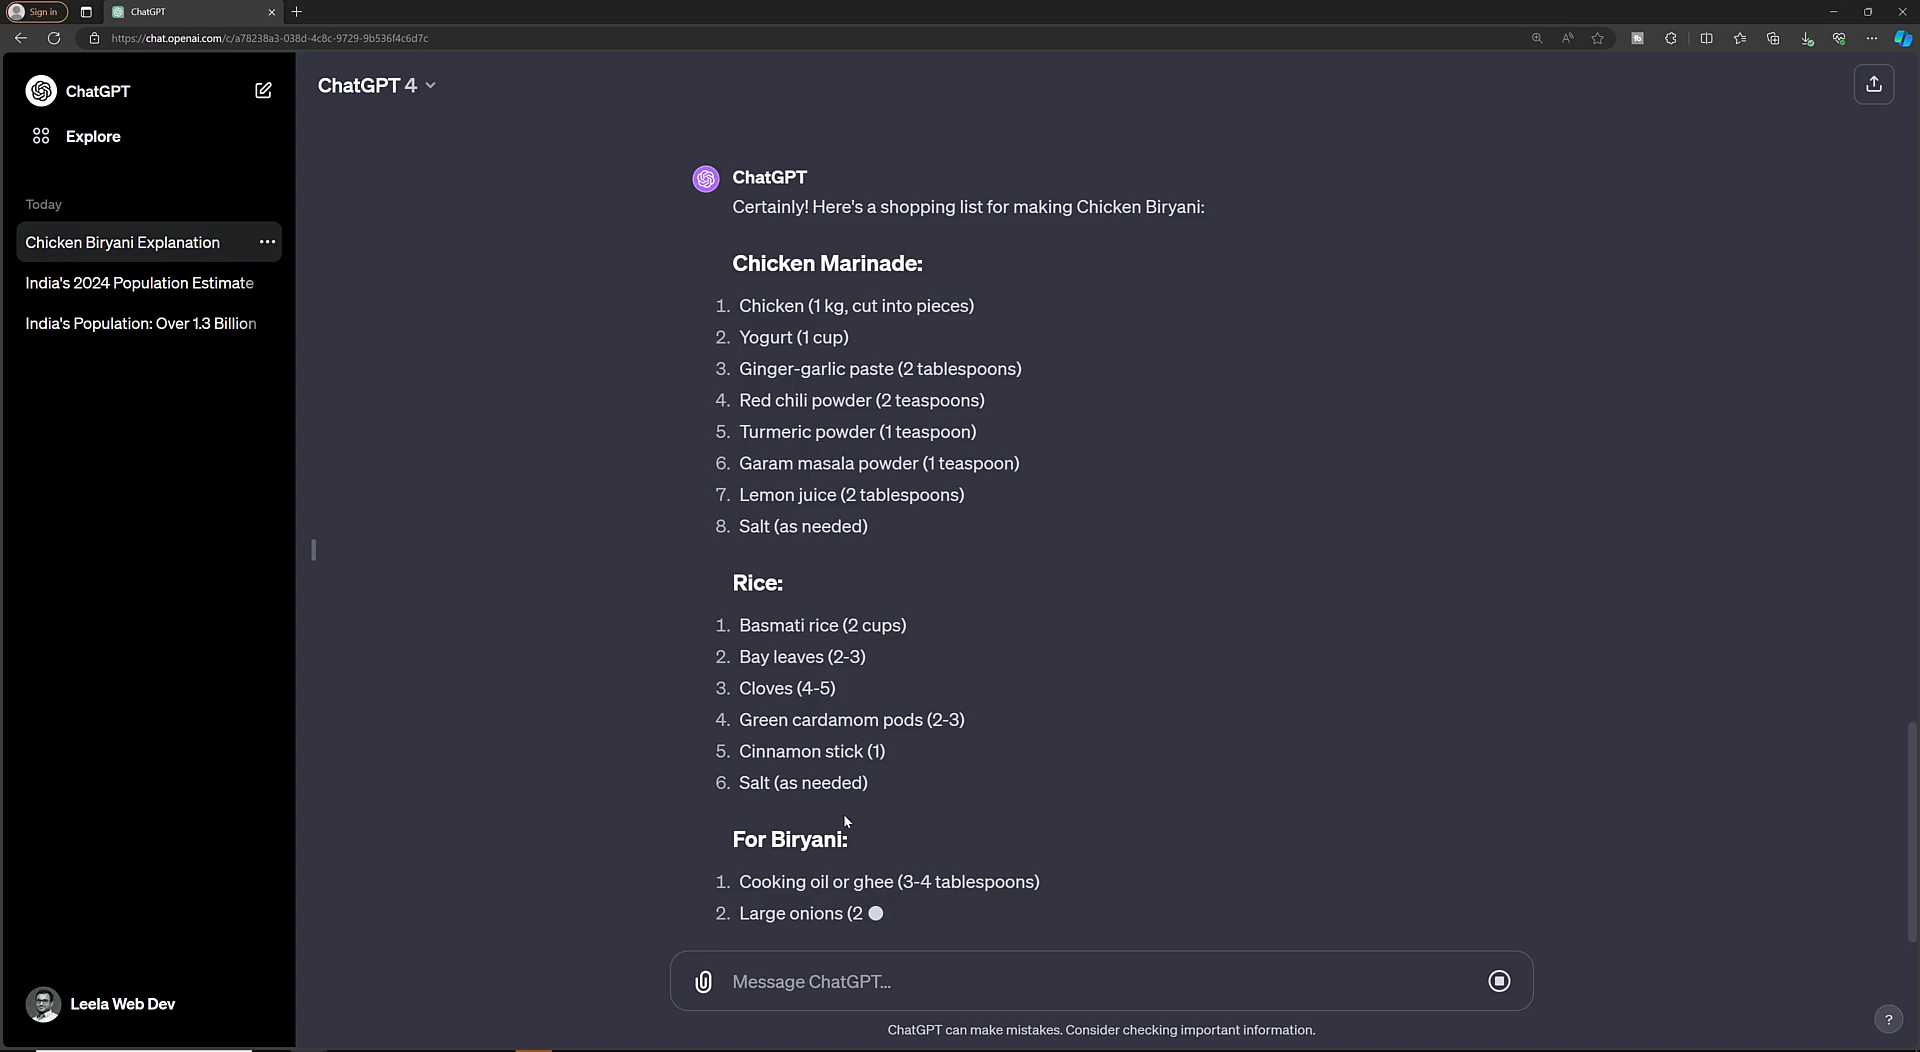 Sign in
ChatGPT
https://chat.openai.com/c/a78238a3-038d-4c8c-9729-9b536f4c6d7c
ChatGPT
Explore
Today
Chicken Biryani Explanation
India's 2024 Population Estimate
India's Population: Over 1.3 Billion
Leela Web Dev
ChatGPT 4
ChatGPT
Certainly! Here's a shopping list for making Chicken Biryani:
Chicken Marinade:
1. Chicken (1 kg, cut into pieces)
2. Yogurt (1 cup)
3. Ginger-garlic paste (2 tablespoons)
4. Red chili powder (2 teaspoons)
5. Turmeric powder (1 teaspoon)
6. Garam masala powder (1 teaspoon)
7. Lemon juice (2 tablespoons)
8. Salt (as needed)
Rice:
1. Basmati rice (2 cups)
2. Bay leaves (2-3)
3. Cloves (4-5)
4. Green cardamom pods (2-3)
5. Cinnamon stick (1)
6. Salt (as needed)
For Biryani:
1. Cooking oil or ghee (3-4 tablespoons)
2. Large onions (2
Message ChatGPT...
ChatGPT can make mistakes. Consider checking important information.
?